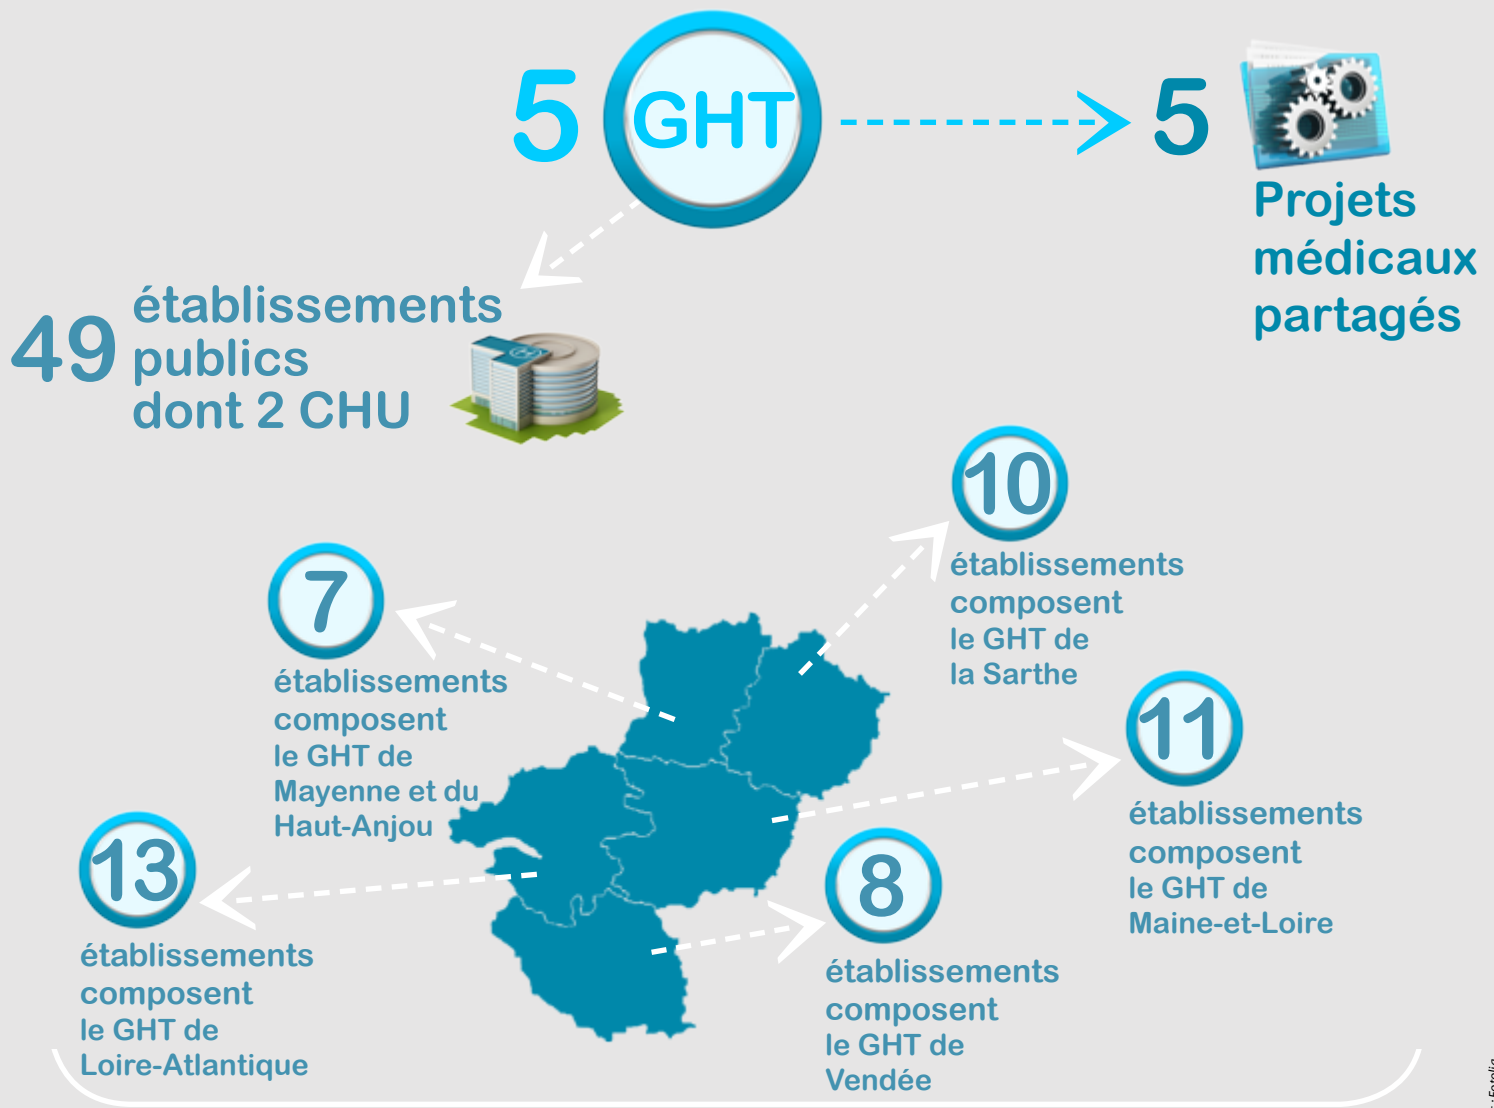 5 GHT
5
Projets
médicaux
partagés
49
établissements
publics
dont 2 CHU
10
établissements
composent
le GHT de
la Sarthe
7
établissements
composent
le GHT de
Mayenne et du
Haut-Anjou
11
établissements
composent
le GHT de
Maine-et-Loire
13
établissements
composent
le GHT de
Loire-Atlantique
8
établissements
composent
le GHT de
Vendée
: Fotolia